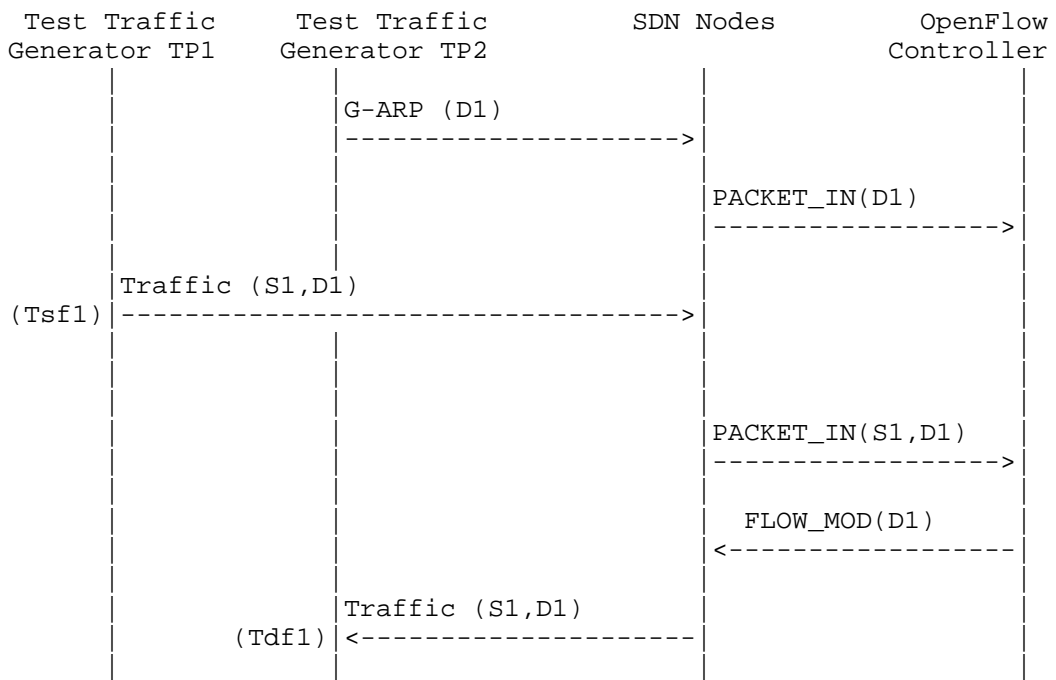 Test Traffic Test Traffic SDN Nodes OpenFlow
Generator TP1 Generator TP2 Controller
G-ARP (D1)
PACKET_IN(D1)
Traffic (S1,D1)
(Tsf1)
PACKET_IN(S1,D1)
FLOW_MOD(D1)
Traffic (S1,D1)
(Tdf1)